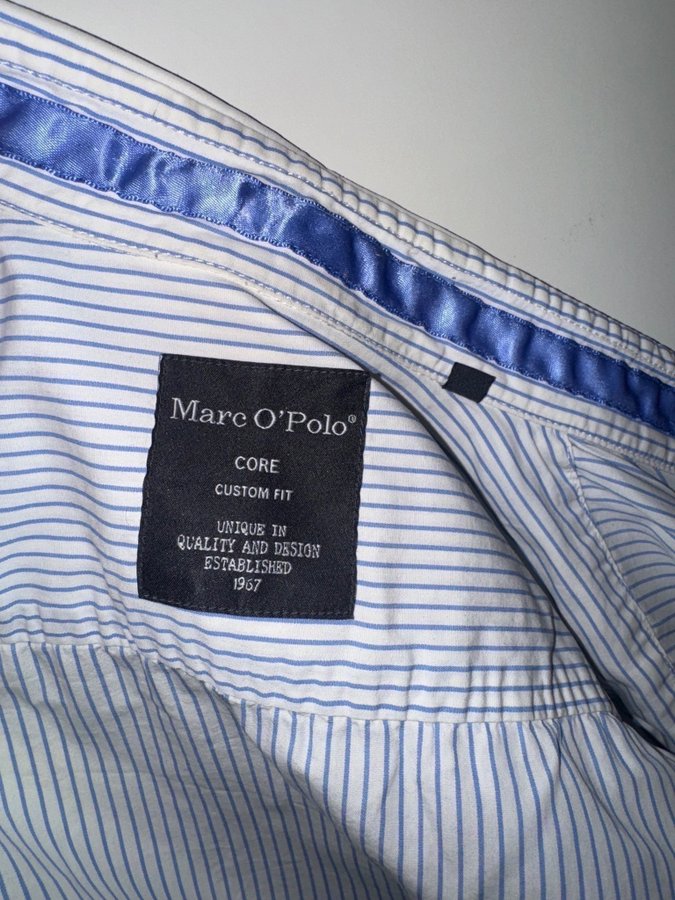 Marc O'Polo®
CORE
CUSTOM FIT
UNIQUE IN
QUALITY AND DESIGN
ESTABLISHED
1967